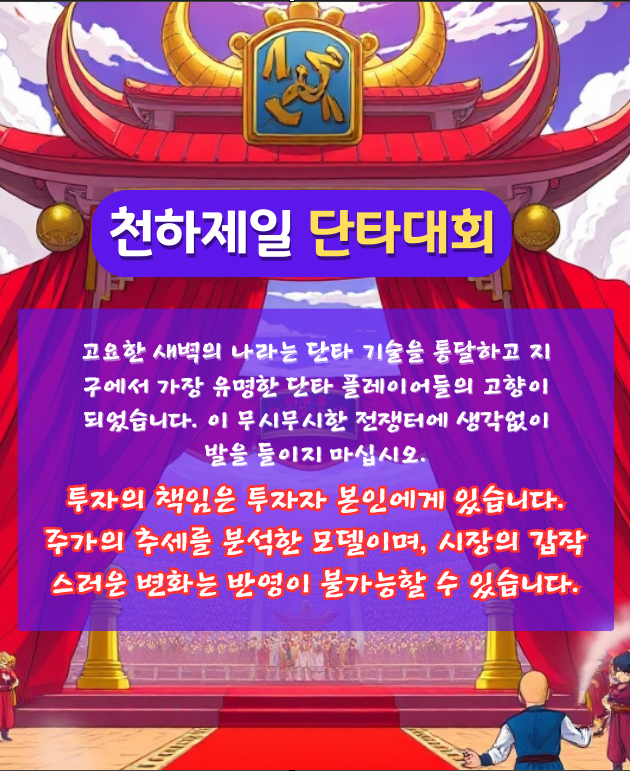 천하제일 단타대회
고요한 새벽의 나라는 단타 기술을 통달하고 지
구에서 가장 유명한 단타 플레이어들의 고향이
되었습니다. 이 무시무시한 전쟁터에 생각없이
발을 들이지 마십시오.
투자의 책임은 투자자 본인에게 있습니다.
주가의 추세를 분석한 모델이며, 시장의 갑작
스러운 변화는 반영이 불가능할 수 있습니다.